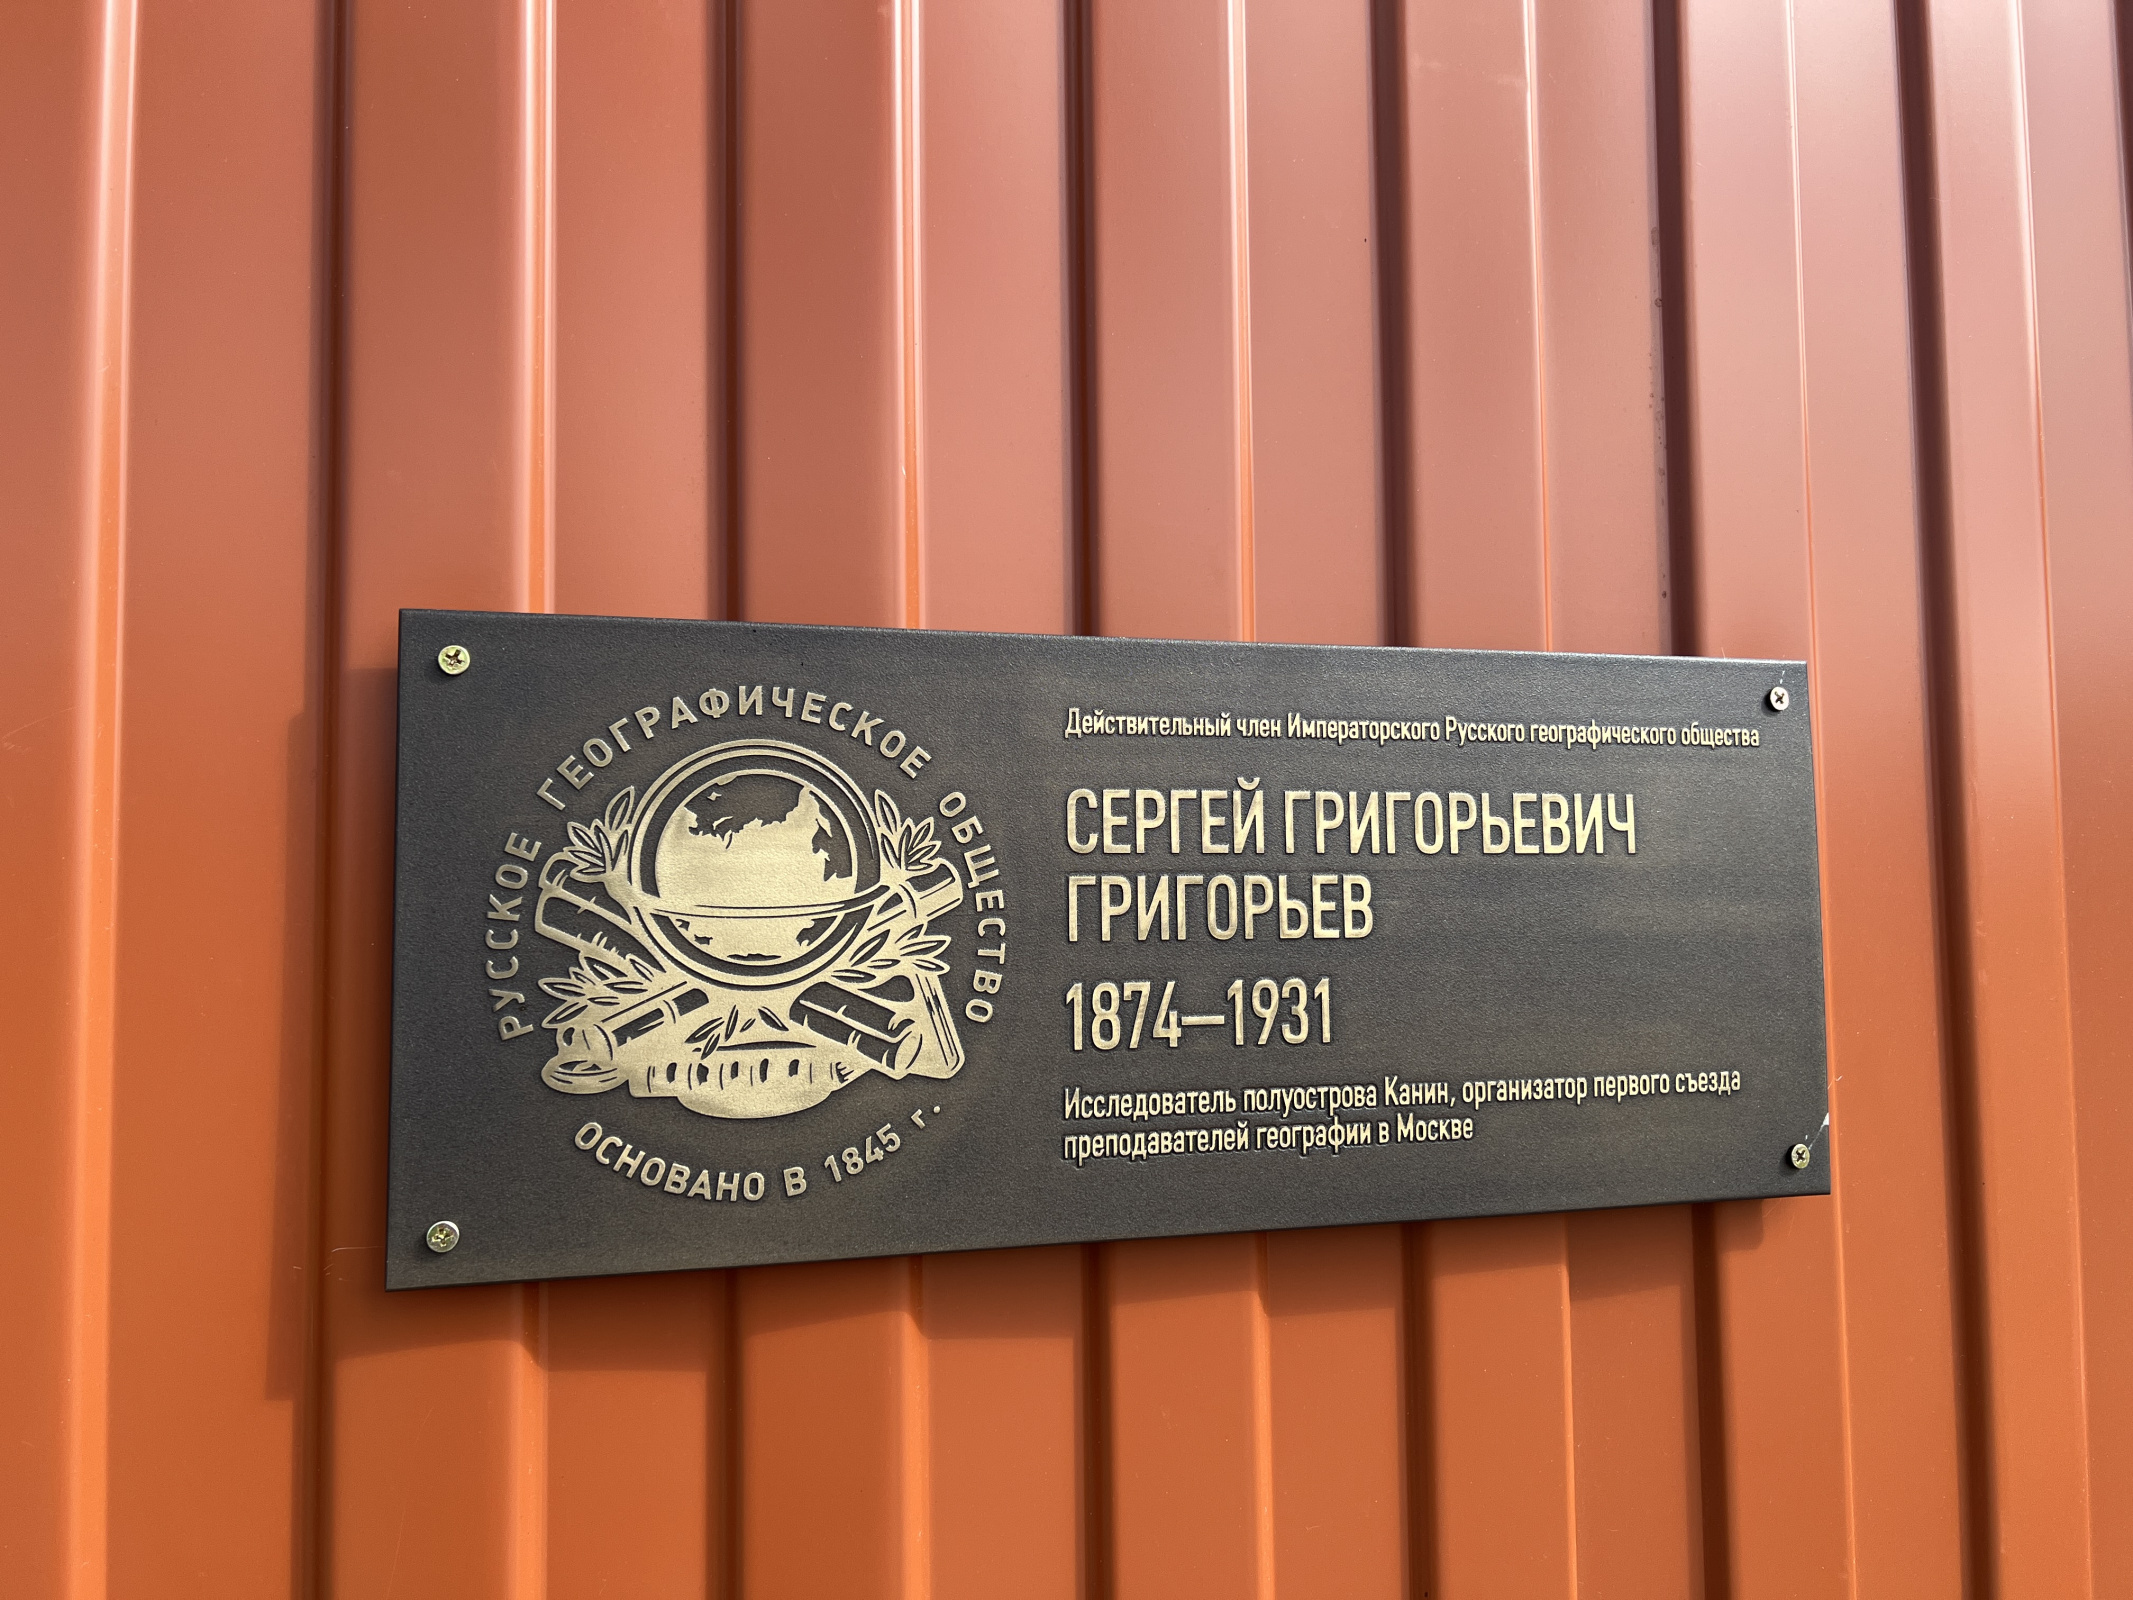 РУССКОЕ ГЕОГРАФИЧЕСКОЕ ОБЩЕСТВО
ОСНОВАНО В 1845 г.
Действительный член Императорского Русского географического общества
СЕРГЕЙ ГРИГОРЬЕВИЧ
ГРИГОРЬЕВ
1874—1931
Исследователь полуострова Канин, организатор первого съезда
преподавателей географии в Москве